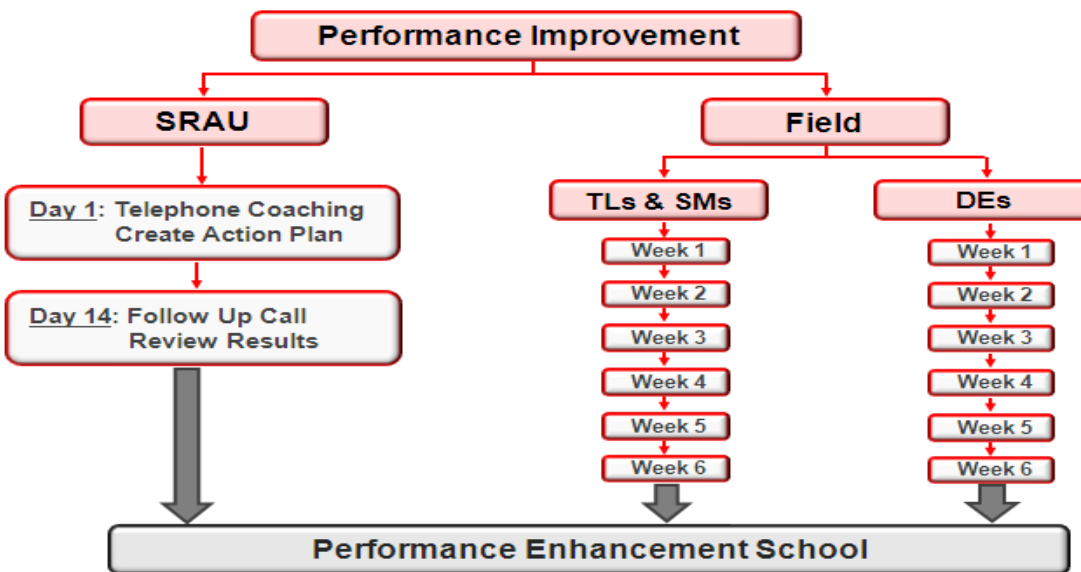 Performance Improvement
SRAU
Field
Day 1: Telephone Coaching
Create Action Plan
Day 14: Follow Up Call
Review Results
TLs & SMs
Week 1
Week 2
Week 3
Week 4
Week 5
Week 6
DEs
Week 1
Week 2
Week 3
Week 4
Week 5
Week 6
Performance Enhancement School